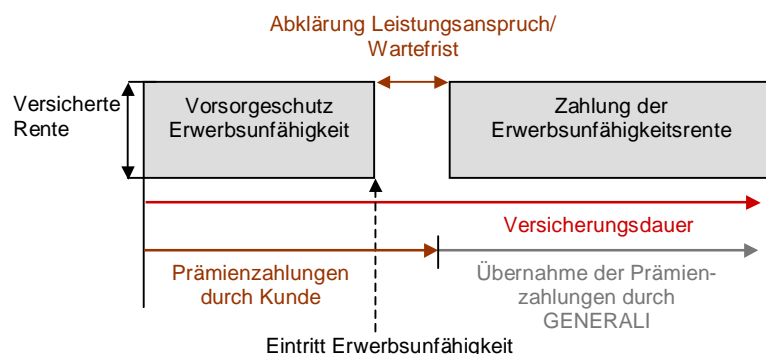 Abklärung Leistungsanspruch/
Wartefrist
Versicherte
Rente
Vorsorgeschutz
Erwerbsunfähigkeit
Zahlung der
Erwerbsunfähigkeitsrente
Versicherungsdauer
Prämienzahlungen
durch Kunde
Übernahme der Prämien-
zahlungen durch
GENERALI
Eintritt Erwerbsunfähigkeit